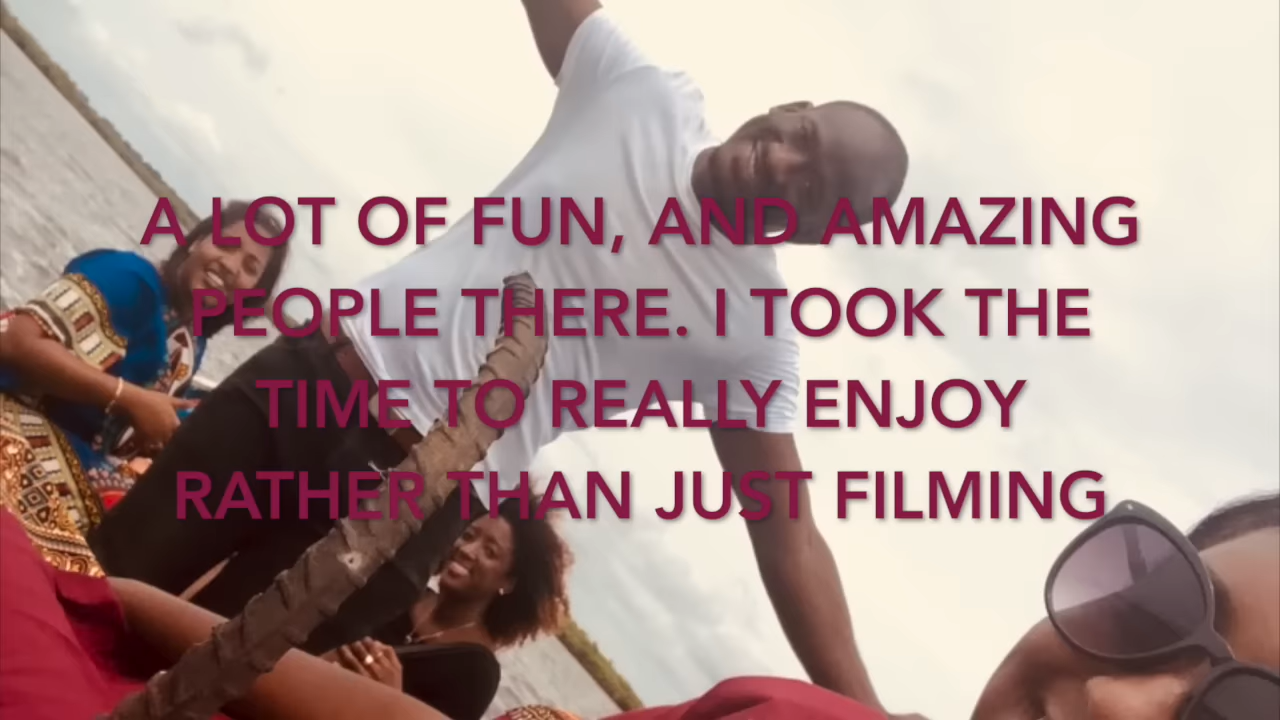 A LOT OF FUN, AND AMAZING
PEOPLE THERE. I TOOK THE
TIME TO REALLY ENJOY
RATHER THAN JUST FILMING